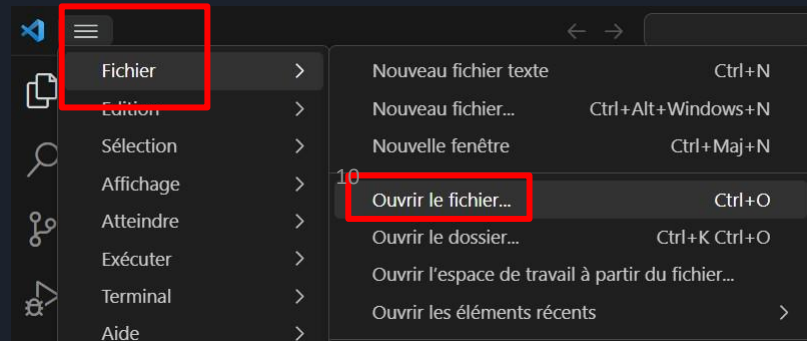 Fichier
Edition
Sélection
Affichage
Atteindre
Exécuter
Terminal
Aide
Nouveau fichier texte Ctrl+N
Nouveau fichier... Ctrl+Alt+Windows+N
Nouvelle fenêtre Ctrl+Maj+N
10
Ouvrir le fichier... Ctrl+O
Ouvrir le dossier... Ctrl+K Ctrl+O
Ouvrir l'espace de travail à partir du fichier...
Ouvrir les éléments récents